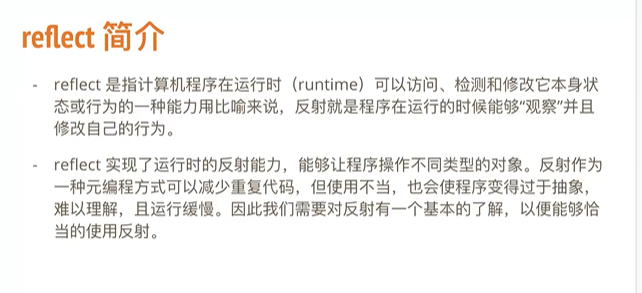 reflect 简介
- reflect 是指计算机程序在运行时（runtime）可以访问、检测和修改它本身状
态或行为的一种能力用比喻来说，反射就是程序在运行的时候能够“观察”并且
修改自己的行为。
- reflect 实现了运行时的反射能力，能够让程序操作不同类型的对象。反射作为
一种元编程方式可以减少重复代码，但使用不当，也会使程序变得过于抽象，
难以理解，且运行缓慢。因此我们需要对反射有一个基本的了解，以便能够恰
当的使用反射。